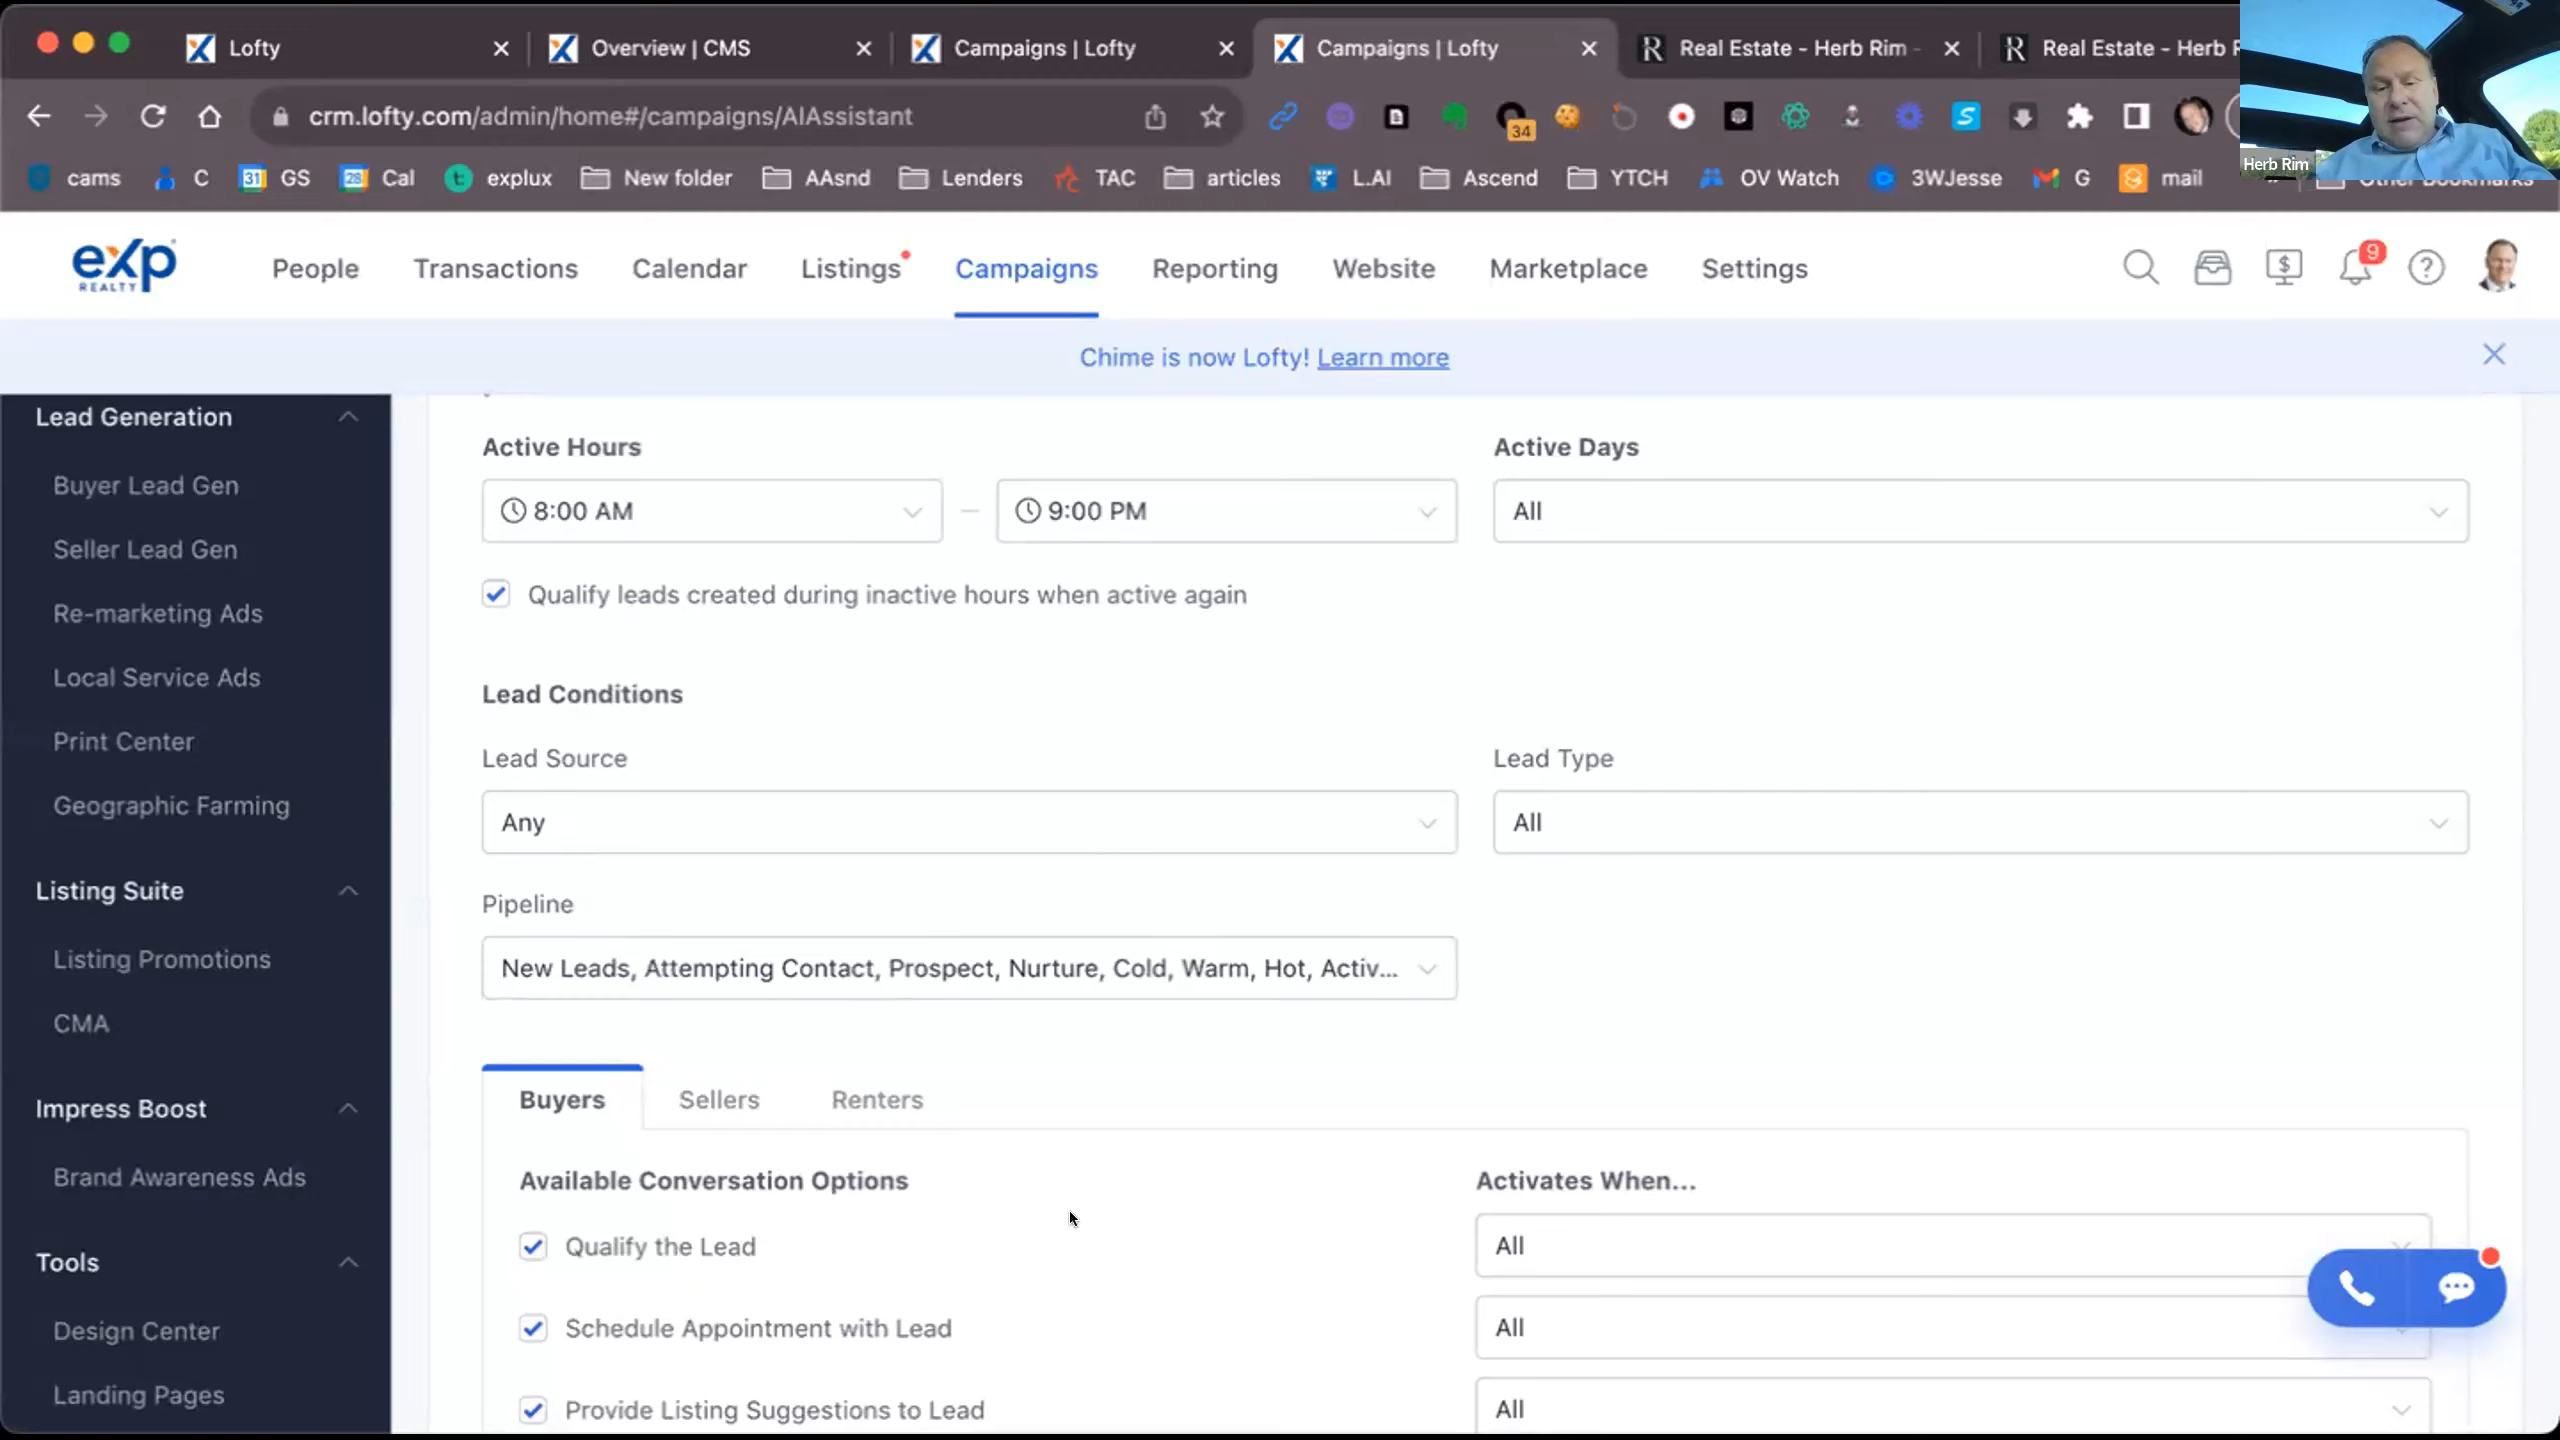 Lofty
Overview | CMS
Campaigns | Lofty
Campaigns | Lofty
Real Estate - Herb Rim -
Real Estate - Herb R
crm.lofty.com/admin/home#/campaigns/AIAssistant
34
Herb Rim
cams
C
31 GS
Cal
explux
New folder
AAsnd
Lenders
TAC
articles
L.AI
Ascend
YTCH
OV Watch
3WJesse
G
mail
Other Bookmarks
exp
REALTY
People
Transactions
Calendar
Listings
Campaigns
Reporting
Website
Marketplace
Settings
9
Chime is now Lofty! Learn more
Lead Generation
Buyer Lead Gen
Seller Lead Gen
Re-marketing Ads
Local Service Ads
Print Center
Geographic Farming
Listing Suite
Listing Promotions
CMA
Impress Boost
Brand Awareness Ads
Tools
Design Center
Landing Pages
Active Hours
8:00 AM – 9:00 PM
Active Days
All
Qualify leads created during inactive hours when active again
Lead Conditions
Lead Source
Any
Lead Type
All
Pipeline
New Leads, Attempting Contact, Prospect, Nurture, Cold, Warm, Hot, Activ...
Buyers
Sellers
Renters
Available Conversation Options
Activates When...
Qualify the Lead
All
Schedule Appointment with Lead
All
Provide Listing Suggestions to Lead
All